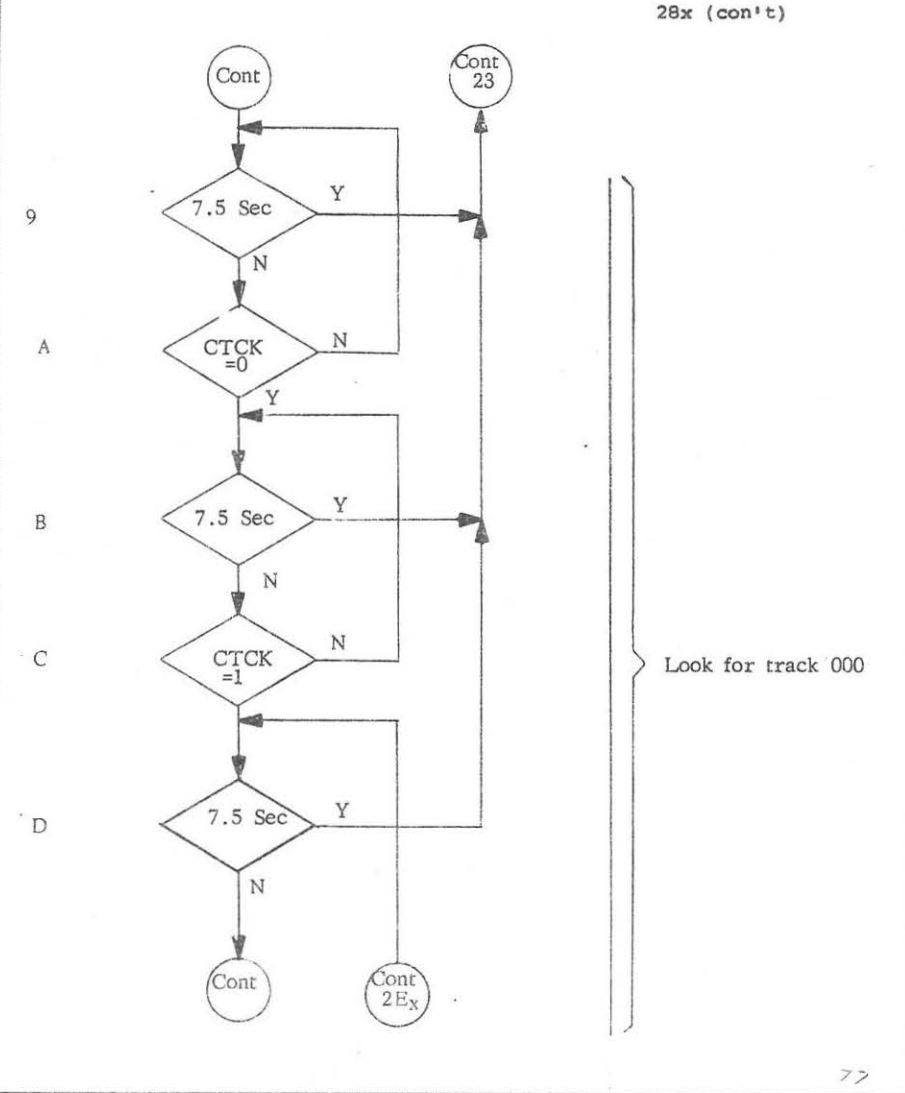 28x (con't)
Cont
Cont
23
9
7.5 Sec
Y
N
A
CTCK
=0
N
Y
B
7.5 Sec
Y
N
C
CTCK
=1
N
Look for track 000
D
7.5 Sec
Y
N
Cont
Cont
2Ex
77